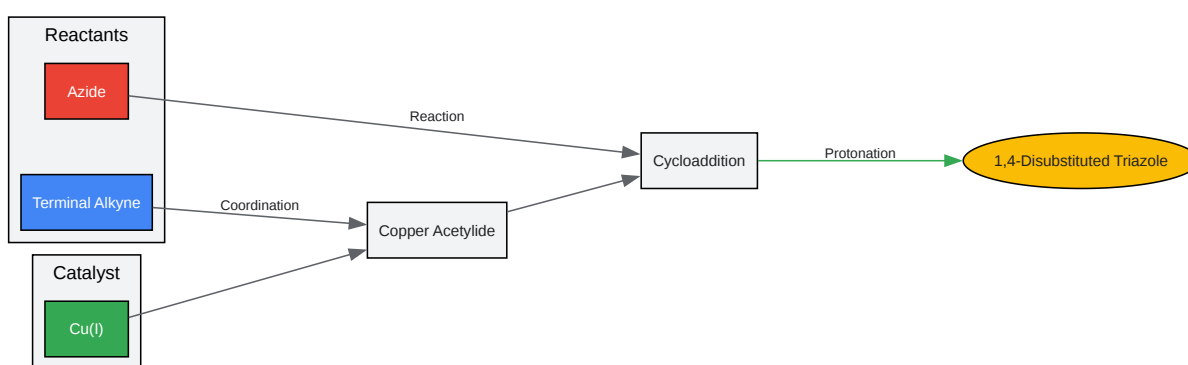 Reactants
Azide
Reaction
Cycloaddition
Protonation
1,4-Disubstituted Triazole
Terminal Alkyne
Coordination
Copper Acetylide
Catalyst
Cu(I)